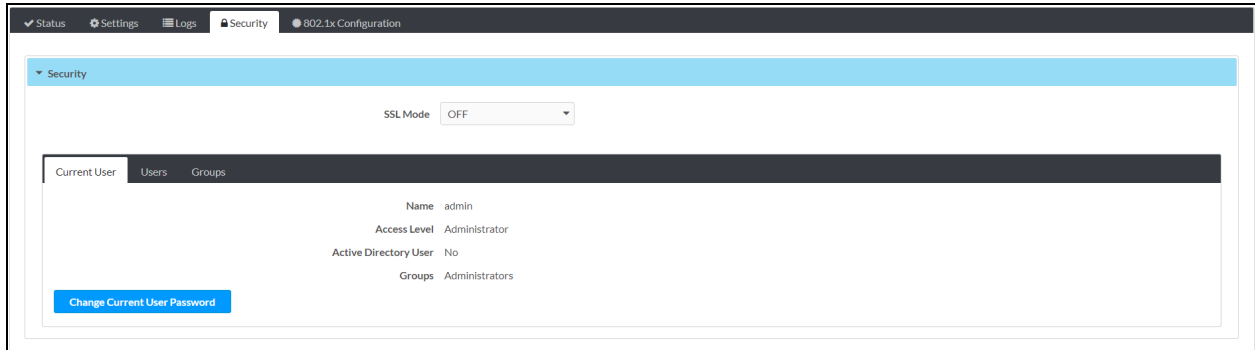 Status Settings Logs Security 802.1x Configuration
Security
SSL Mode OFF
Current User Users Groups
Name admin
Access Level Administrator
Active Directory User No
Groups Administrators
Change Current User Password